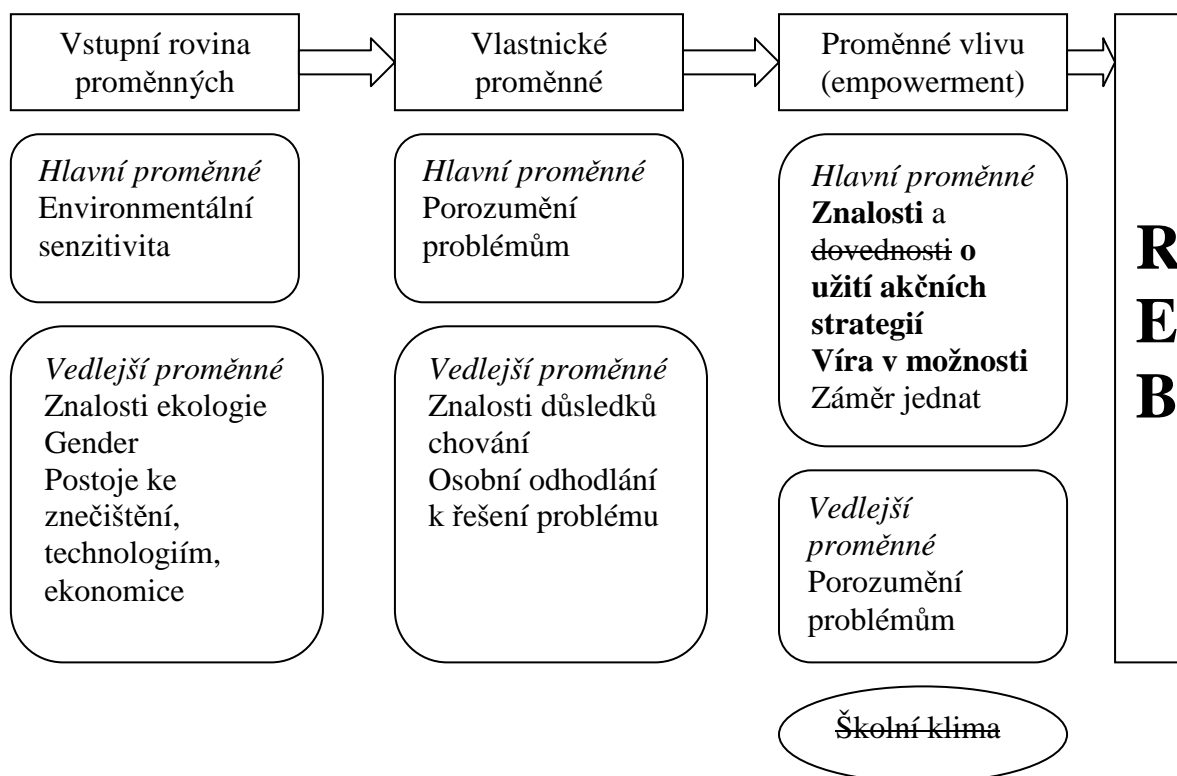 Vstupní rovina
proměnných
Vlastnické
proměnné
Proměnné vlivu
(empowerment)
Hlavní proměnné
Environmentální
senzitivita
Vedlejší proměnné
Znalosti ekologie
Gender
Postoje ke
znečištění,
technologiím,
ekonomice
Hlavní proměnné
Porozumění
problémům
Vedlejší proměnné
Znalosti důsledků
chování
Osobní odhodlání
k řešení problému
Hlavní proměnné
Znalosti a
dovednosti o
užití akčních
strategií
Víra v možnosti
Záměr jednat
Vedlejší
proměnné
Porozumění
problémům
Školní klima
R
E
B